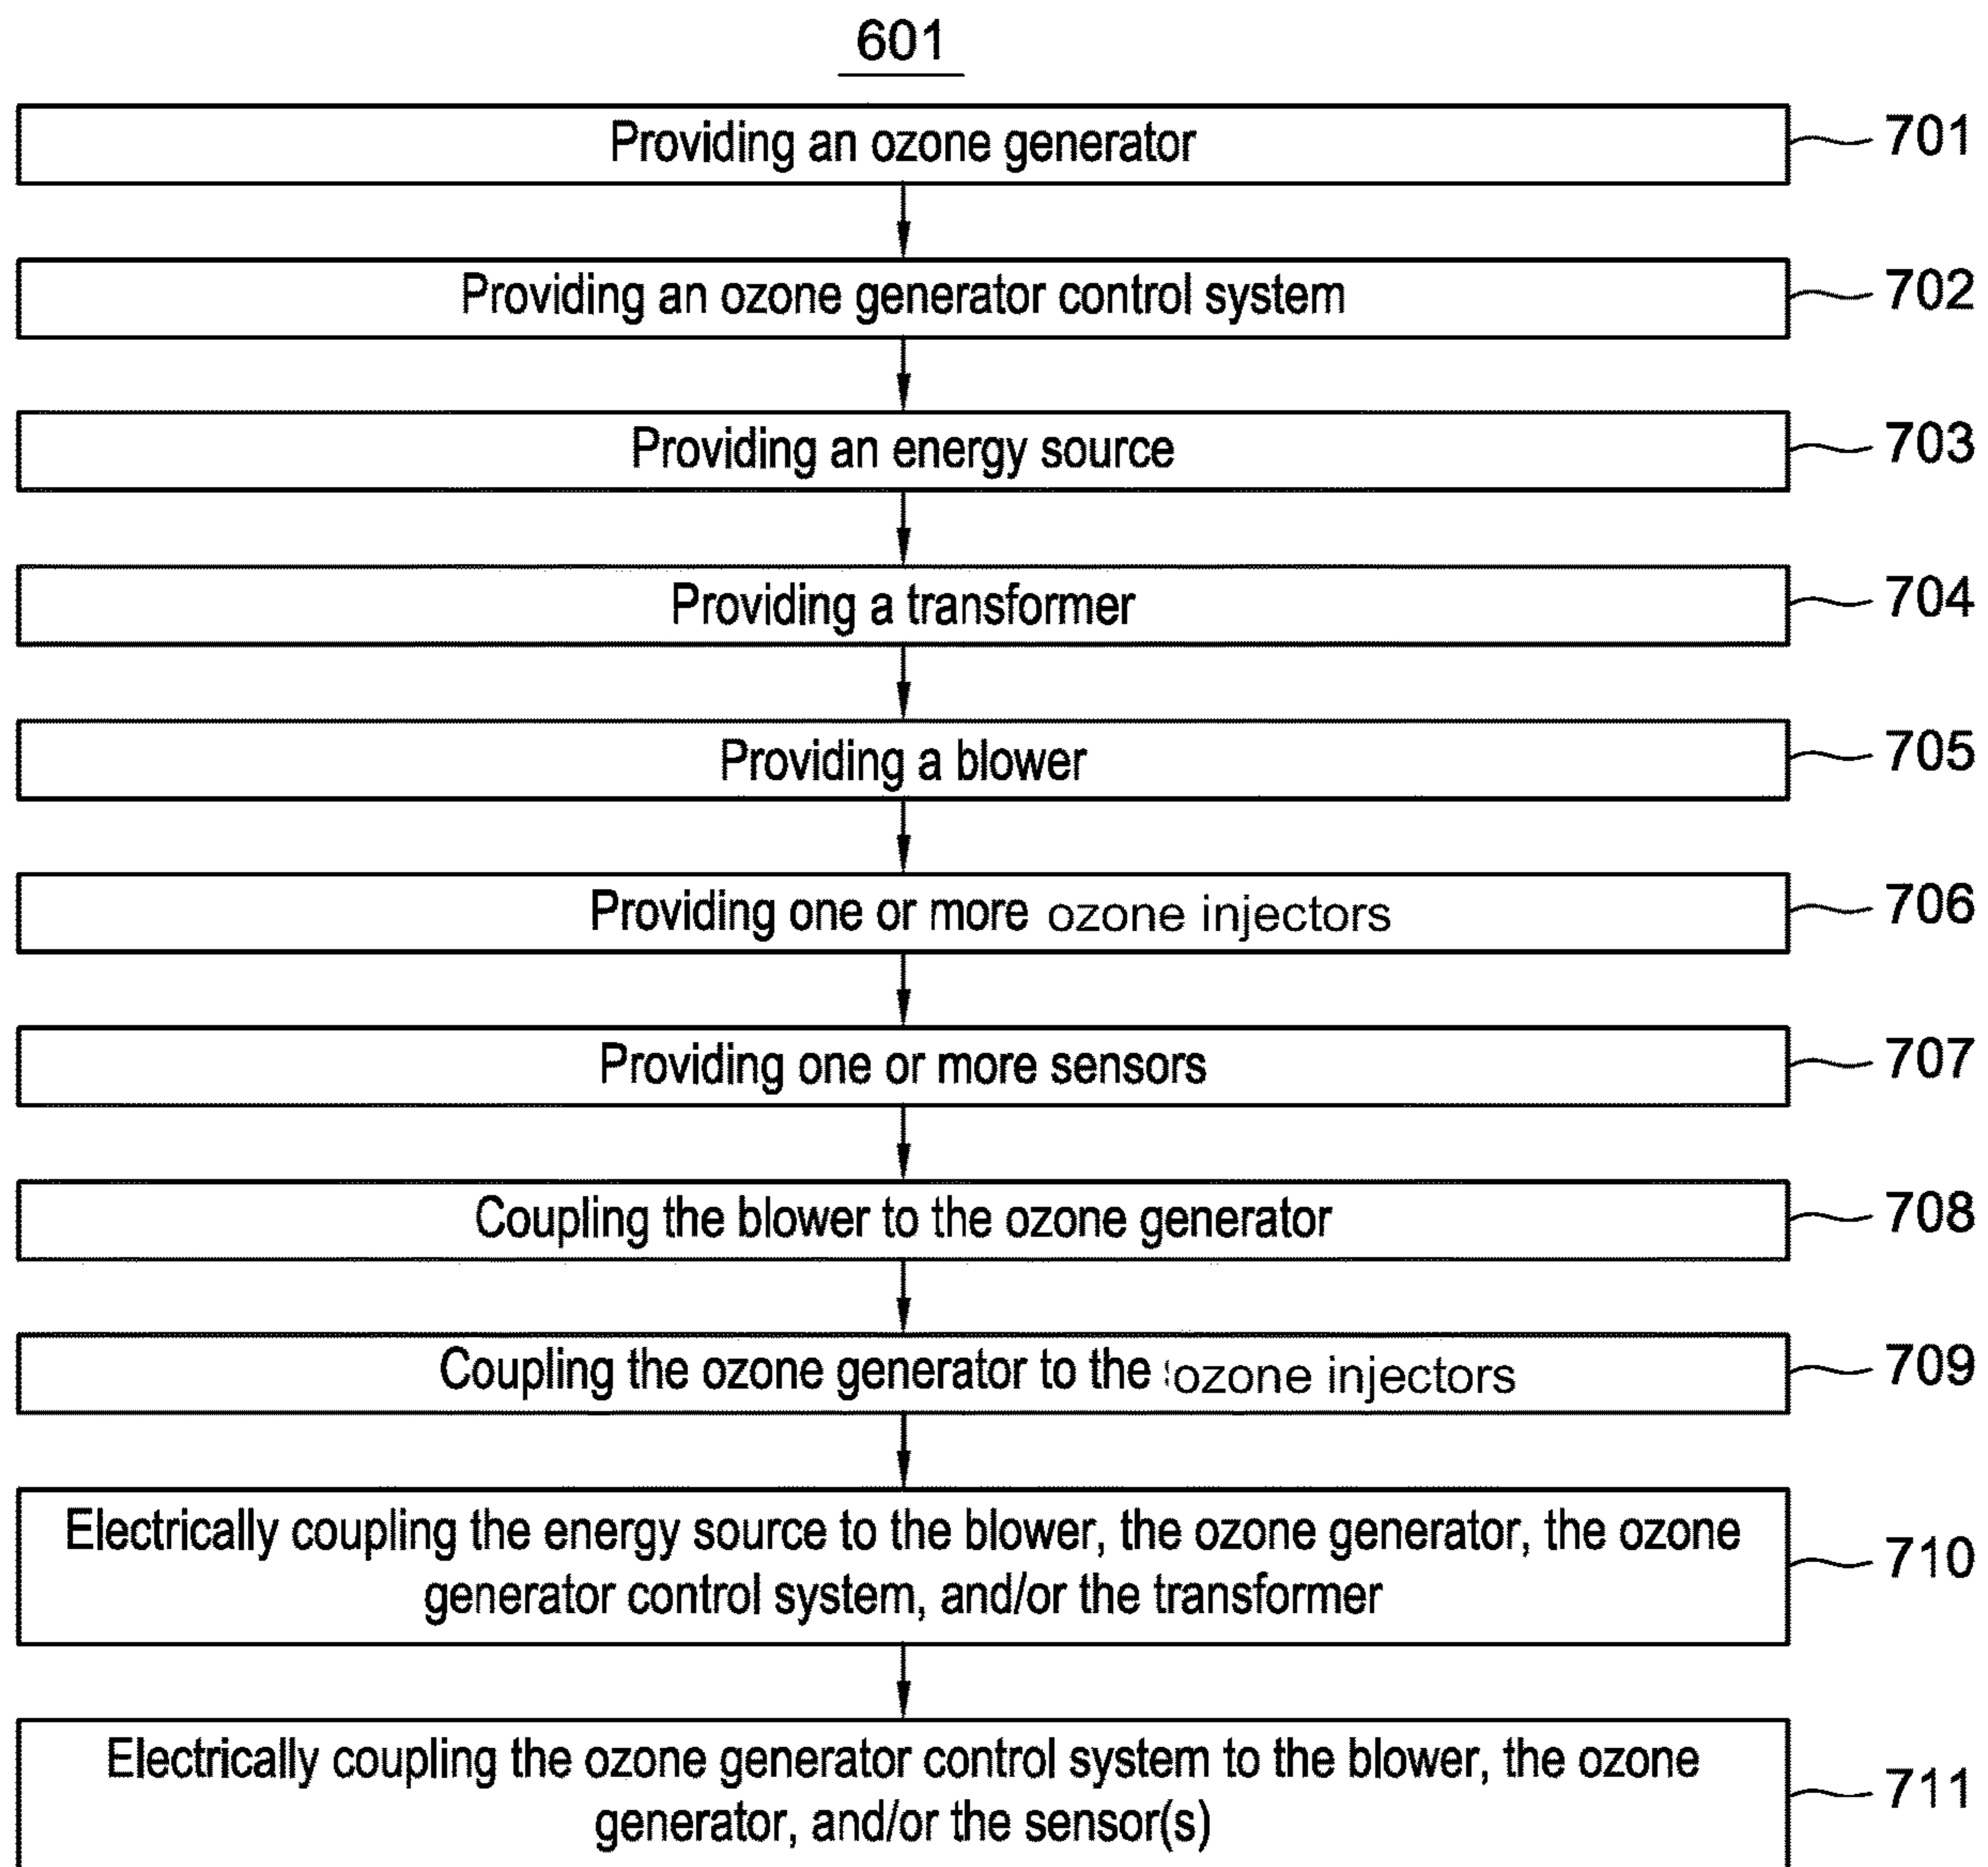 601
Providing an ozone generator 701
Providing an ozone generator control system 702
Providing an energy source 703
Providing a transformer 704
Providing a blower 705
Providing one or more ozone injectors 706
Providing one or more sensors 707
Coupling the blower to the ozone generator 708
Coupling the ozone generator to the ozone injectors 709
Electrically coupling the energy source to the blower, the ozone generator, the ozone
generator control system, and/or the transformer
710
Electrically coupling the ozone generator control system to the blower, the ozone
generator, and/or the sensor(s)
711